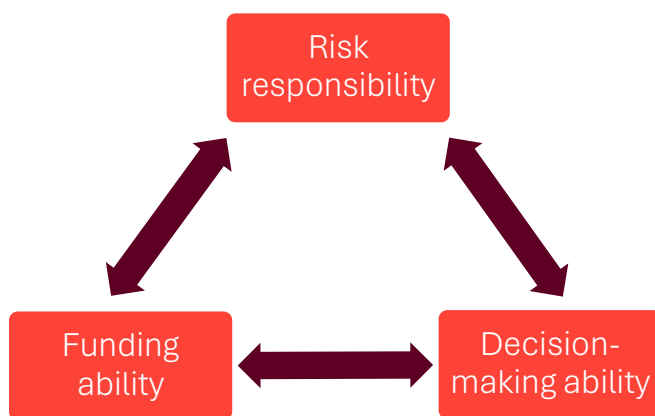 Risk
responsibility
Funding
ability
Decision-
making ability